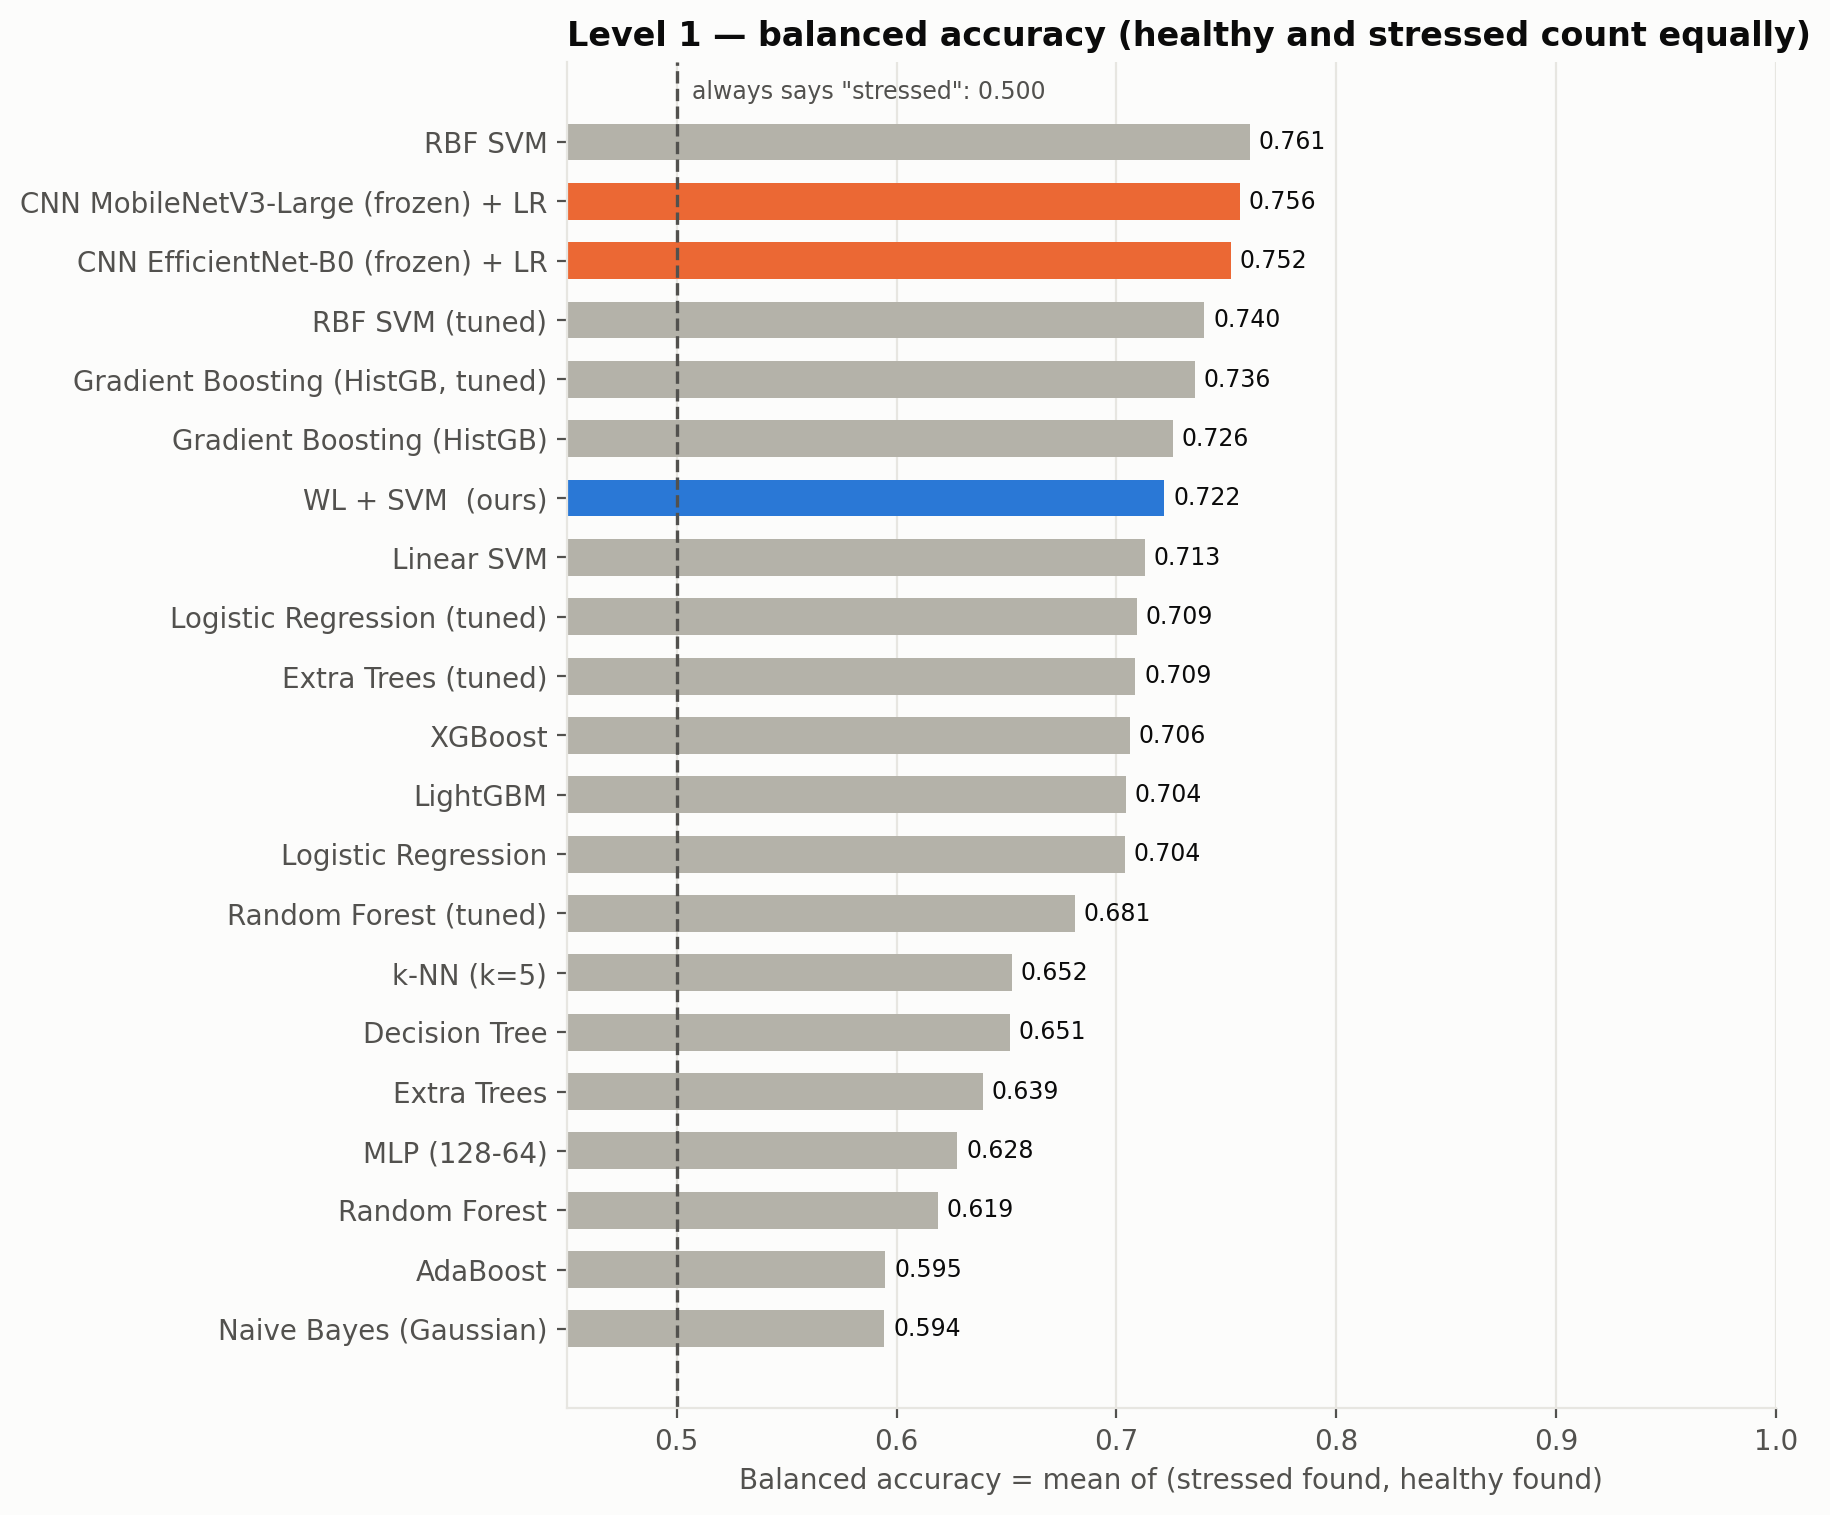 Level 1 — balanced accuracy (healthy and stressed count equally)
always says "stressed": 0.500
RBF SVM 0.761
CNN MobileNetV3-Large (frozen) + LR 0.756
CNN EfficientNet-B0 (frozen) + LR 0.752
RBF SVM (tuned) 0.740
Gradient Boosting (HistGB, tuned) 0.736
Gradient Boosting (HistGB) 0.726
WL + SVM  (ours) 0.722
Linear SVM 0.713
Logistic Regression (tuned) 0.709
Extra Trees (tuned) 0.709
XGBoost 0.706
LightGBM 0.704
Logistic Regression 0.704
Random Forest (tuned) 0.681
k-NN (k=5) 0.652
Decision Tree 0.651
Extra Trees 0.639
MLP (128-64) 0.628
Random Forest 0.619
AdaBoost 0.595
Naive Bayes (Gaussian) 0.594
0.5 0.6 0.7 0.8 0.9 1.0
Balanced accuracy = mean of (stressed found, healthy found)